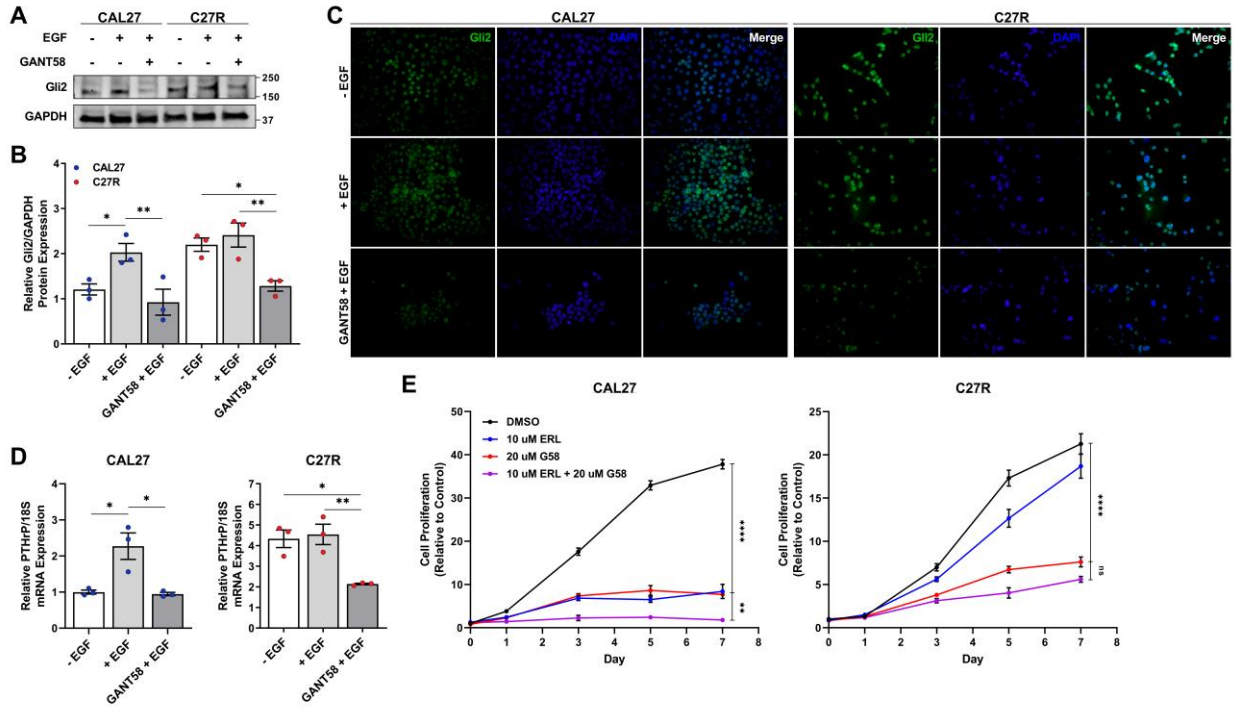 A
CAL27 C27R
EGF - + + - + +
GANT58 - - + - - +
Gli2 250
150
GAPDH 37
B
CAL27
C27R
Relative Gli2/GAPDH
Protein Expression
4
3
2
1
0
* ** * **
- EGF + EGF GANT58 + EGF - EGF + EGF GANT58 + EGF
C
CAL27 C27R
Gli2 DAPI Merge Gli2 DAPI Merge
- EGF
+ EGF
GANT58 + EGF
D
CAL27
Relative PTHrP/18S
mRNA Expression
4
3
2
1
0
* *
- EGF + EGF GANT58 + EGF
C27R
Relative PTHrP/18S
mRNA Expression
7
6
5
4
3
2
1
0
* **
- EGF + EGF GANT58 + EGF
E
CAL27
DMSO
10 uM ERL
20 uM G58
10 uM ERL + 20 uM G58
Cell Proliferation
(Relative to Control)
50
40
30
20
10
0
****
**
0 1 2 3 4 5 6 7 8
Day
C27R
Cell Proliferation
(Relative to Control)
25
20
15
10
5
0
****
ns
0 1 2 3 4 5 6 7 8
Day